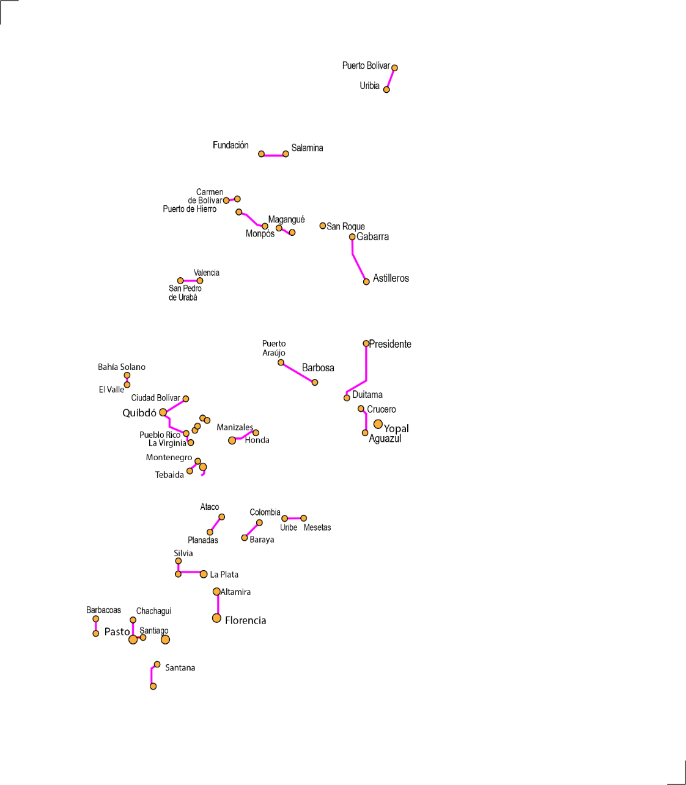 Puerto Bolivar
Uribia
Fundación
Salamina
Carmen
de Bolívar
Puerto de Hierro
Magangué
Monpós
San Roque
Gabarra
Valencia
San Pedro
de Urabá
Astilleros
Puerto
Araújo
Presidente
Barbosa
Bahía Solano
El Valle
Ciudad Bolívar
Duitama
Quibdó
Crucero
Yopal
Pueblo Rico
La Virginia
Manizales
Honda
Aguazul
Montenegro
Tebaida
Ataco
Colombia
Planadas
Baraya
Uribe
Mesetas
Silvia
La Plata
Altamira
Barbacoas
Chachaguí
Florencia
Pasto
Santiago
Santana